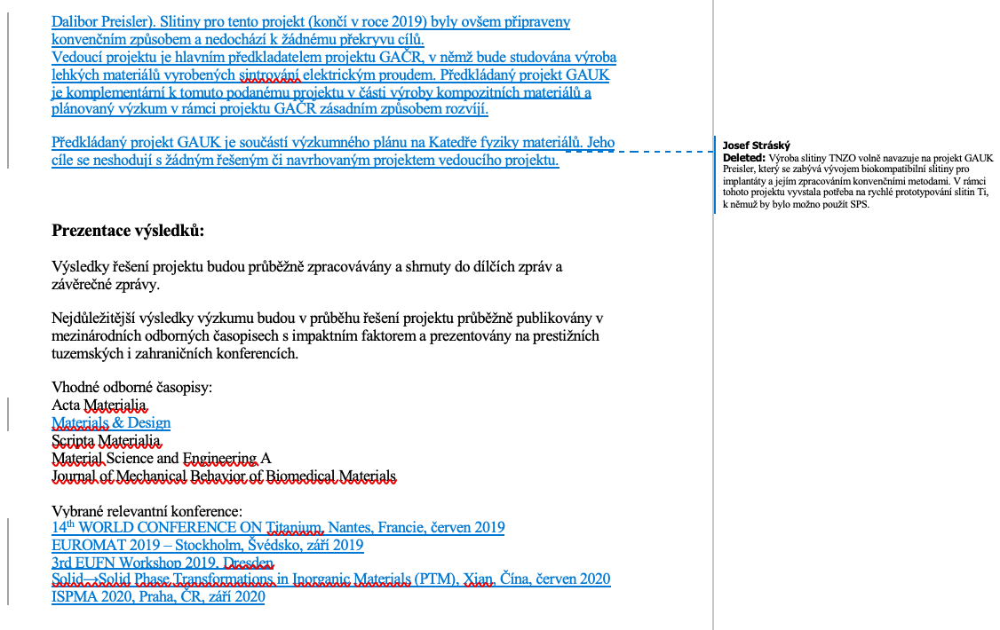 Dalibor Preisler). Slitiny pro tento projekt (končí v roce 2019) byly ovšem připraveny
konvenčním způsobem a nedochází k žádnému překryvu cílů.
Vedoucí projektu je hlavním předkladatelem projektu GAČR, v němž bude studována výroba
lehkých materiálů vyrobených sintrování elektrickým proudem. Předkládaný projekt GAUK
je komplementární k tomuto podanému projektu v části výroby kompozitních materiálů a
plánovaný výzkum v rámci projektu GAČR zásadním způsobem rozvíjí.
Předkládaný projekt GAUK je součástí výzkumného plánu na Katedře fyziky materiálů. Jeho
cíle se neshodují s žádným řešeným či navrhovaným projektem vedoucího projektu.
Josef Stráský
Deleted: Výroba slitiny TNZO volně navazuje na projekt GAUK
Preisler, který se zabývá vývojem biokompatibilní slitiny pro
implantáty a jejím zpracováním konvenčními metodami. V rámci
tohoto projektu vyvstala potřeba na rychlé prototypování slitin Ti,
k němuž by bylo možno použít SPS.
Prezentace výsledků:
Výsledky řešení projektu budou průběžně zpracovávány a shrnuty do dílčích zpráv a
závěrečné zprávy.
Nejdůležitější výsledky výzkumu budou v průběhu řešení projektu průběžně publikovány v
mezinárodních odborných časopisech s impaktním faktorem a prezentovány na prestižních
tuzemských i zahraničních konferencích.
Vhodné odborné časopisy:
Acta Materialia
Materials & Design
Scripta Materialia
Material Science and Engineering A
Journal of Mechanical Behavior of Biomedical Materials
Vybrané relevantní konference:
14th WORLD CONFERENCE ON Titanium, Nantes, Francie, červen 2019
EUROMAT 2019 – Stockholm, Švédsko, září 2019
3rd EUFN Workshop 2019, Dresden
Solid→Solid Phase Transformations in Inorganic Materials (PTM), Xian, Čína, červen 2020
ISPMA 2020, Praha, ČR, září 2020